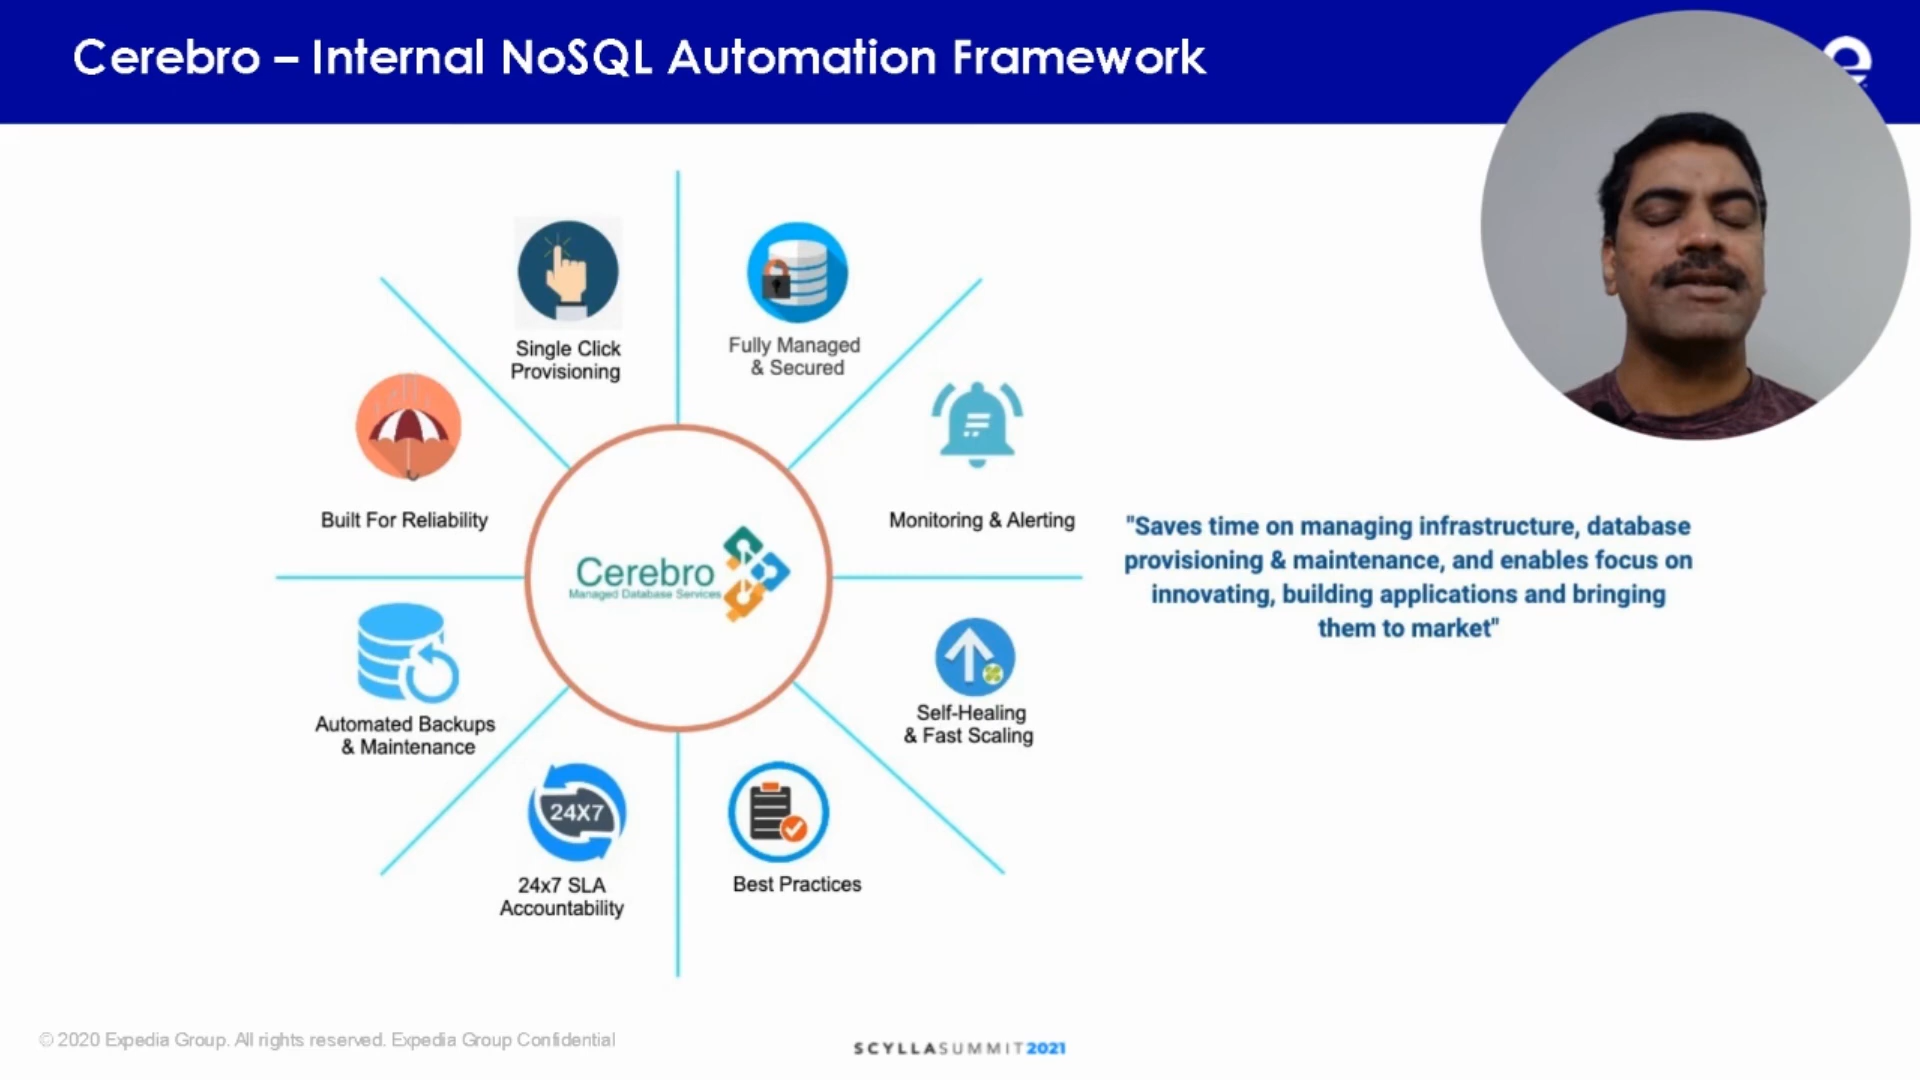 Cerebro – Internal NoSQL Automation Framework
Single Click
Provisioning
Fully Managed
& Secured
Built For Reliability
Monitoring & Alerting
Cerebro
Managed Database Services
"Saves time on managing infrastructure, database
provisioning & maintenance, and enables focus on
innovating, building applications and bringing
them to market"
Automated Backups
& Maintenance
Self-Healing
& Fast Scaling
24X7
24x7 SLA
Accountability
Best Practices
© 2020 Expedia Group. All rights reserved. Expedia Group Confidential
SCYLLASUMMIT2021